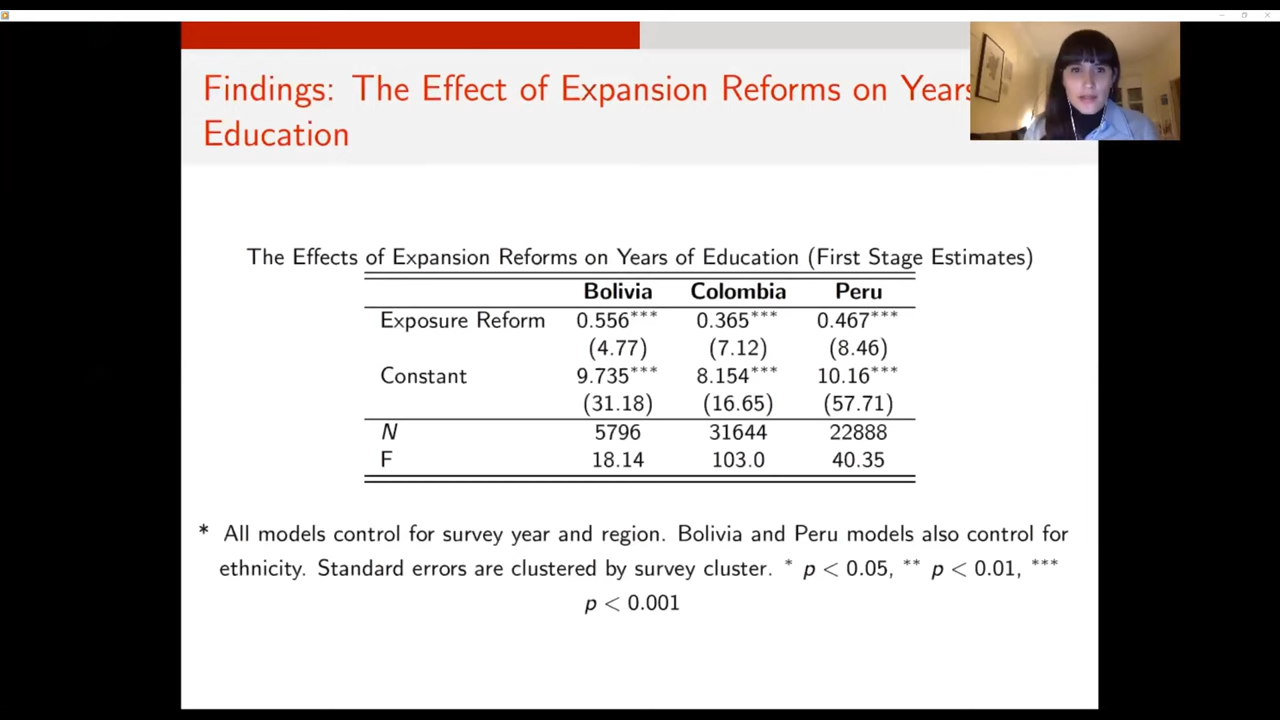 Findings: The Effect of Expansion Reforms on Years
Education
The Effects of Expansion Reforms on Years of Education (First Stage Estimates)
Bolivia Colombia Peru
Exposure Reform 0.556*** 0.365*** 0.467***
(4.77) (7.12) (8.46)
Constant 9.735*** 8.154*** 10.16***
(31.18) (16.65) (57.71)
N 5796 31644 22888
F 18.14 103.0 40.35
* All models control for survey year and region. Bolivia and Peru models also control for
ethnicity. Standard errors are clustered by survey cluster. * p < 0.05, ** p < 0.01, ***
p < 0.001